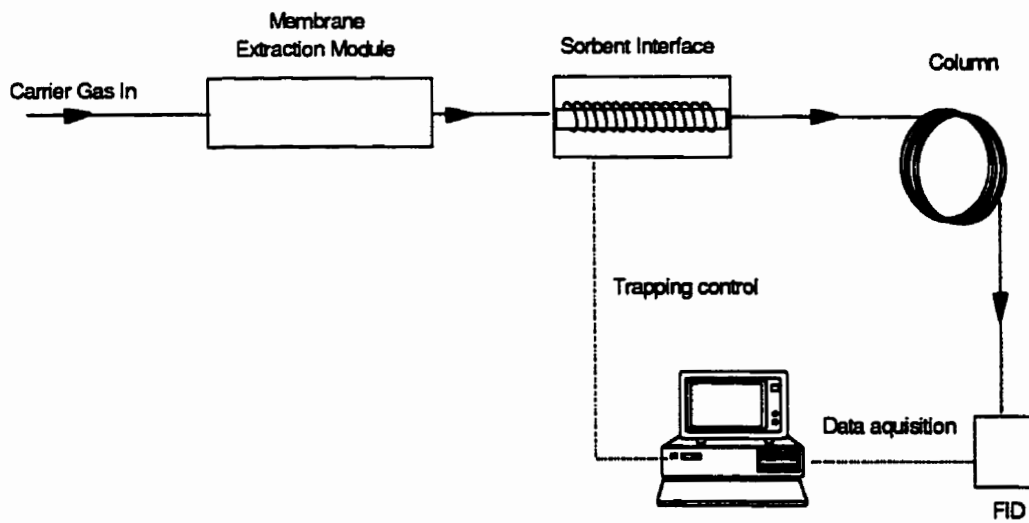 Membrane
Extraction Module
Sorbent Interface
Column
Carrier Gas In
Trapping control
Data aquisition
FID